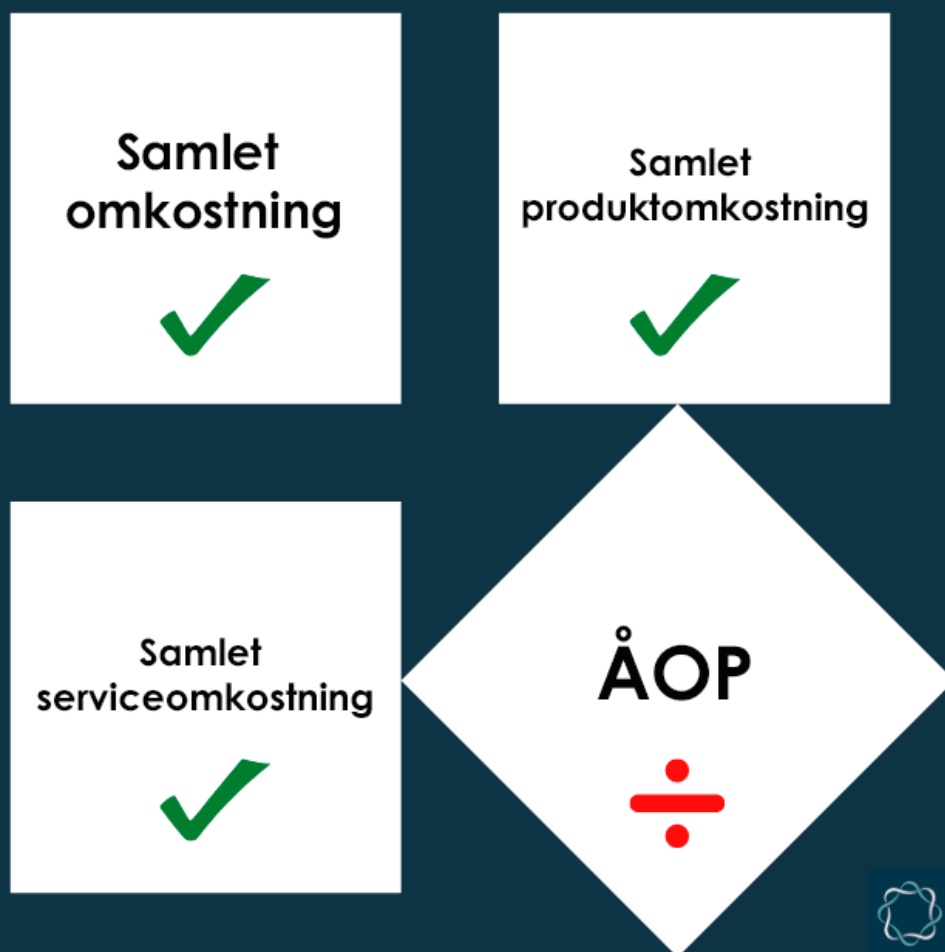 Samlet
omkostning
Samlet
produktomkostning
Samlet
serviceomkostning
ÅOP